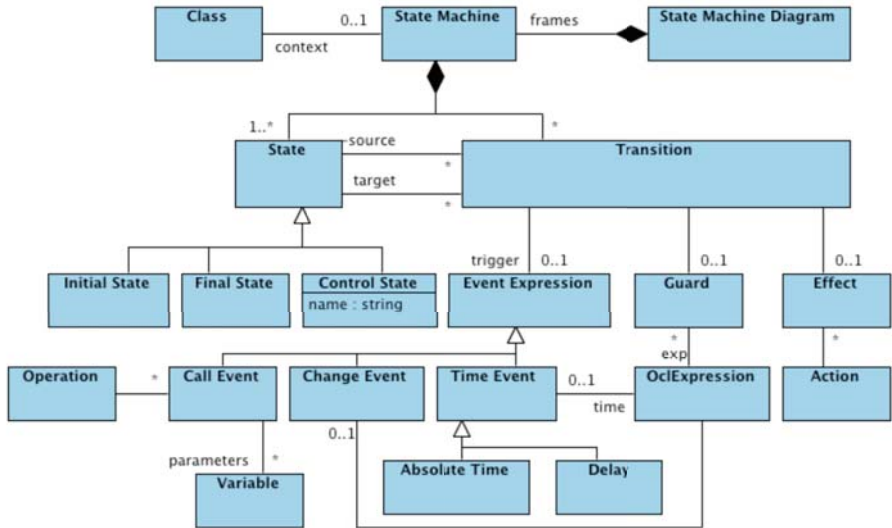 Class
0..1
State Machine
frames
State Machine Diagram
context
1..*
*
State
-source
*
Transition
target
*
trigger
0..1
0..1
0..1
Initial State
Final State
Control State
name : string
Event Expression
Guard
Effect
*
exp
*
Operation
*
Call Event
Change Event
Time Event
0..1
time
OclExpression
Action
0..1
parameters
*
Variable
Absolute Time
Delay